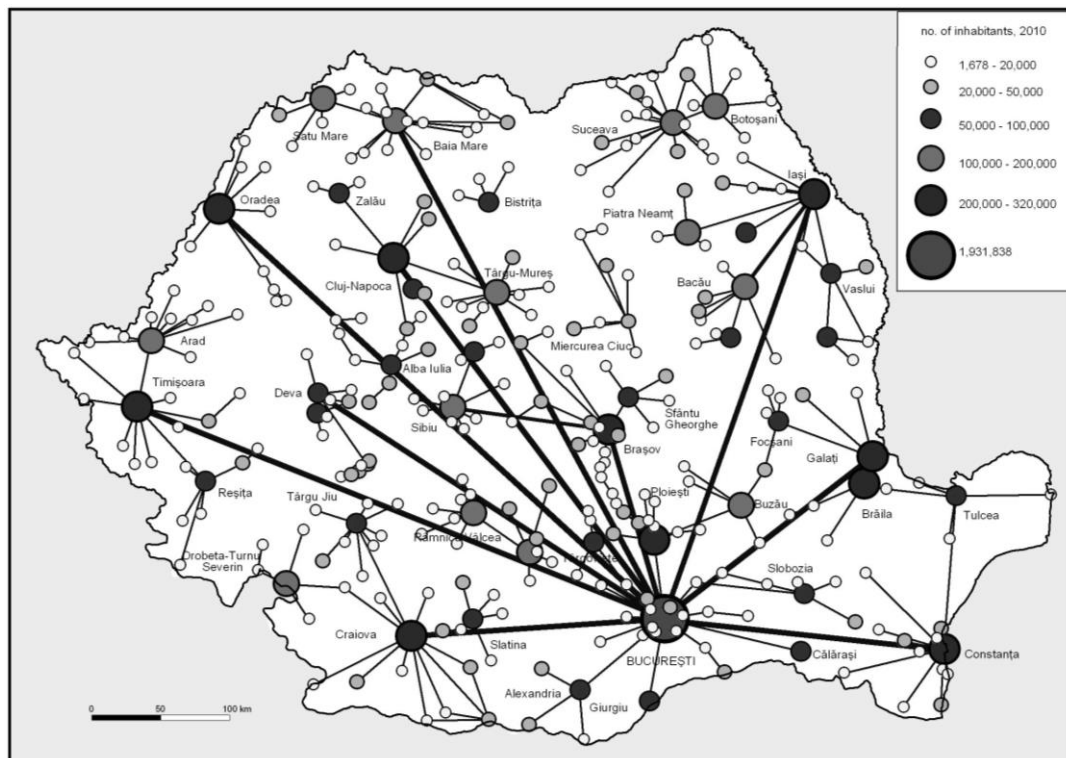 no. of inhabitants, 2010
1,678 - 20,000
20,000 - 50,000
50,000 - 100,000
100,000 - 200,000
200,000 - 320,000
1,931,838
Satu Mare
Baia Mare
Suceava
Botoșani
Iași
Oradea
Zalău
Bistrița
Piatra Neamț
Cluj-Napoca
Târgu-Mureș
Bacău
Vaslui
Arad
Miercurea Ciuc
Timișoara
Deva
Alba Iulia
Sibiu
Brașov
Sfântu
Gheorghe
Focșani
Galați
Reșița
Târgu Jiu
Râmnicu Vâlcea
Ploiești
Buzău
Brăila
Tulcea
Drobeta-Turnu
Severin
Slobozia
Craiova
Slatina
BUCUREȘTI
Călărași
Constanța
Alexandria
Giurgiu
0 50 100 km